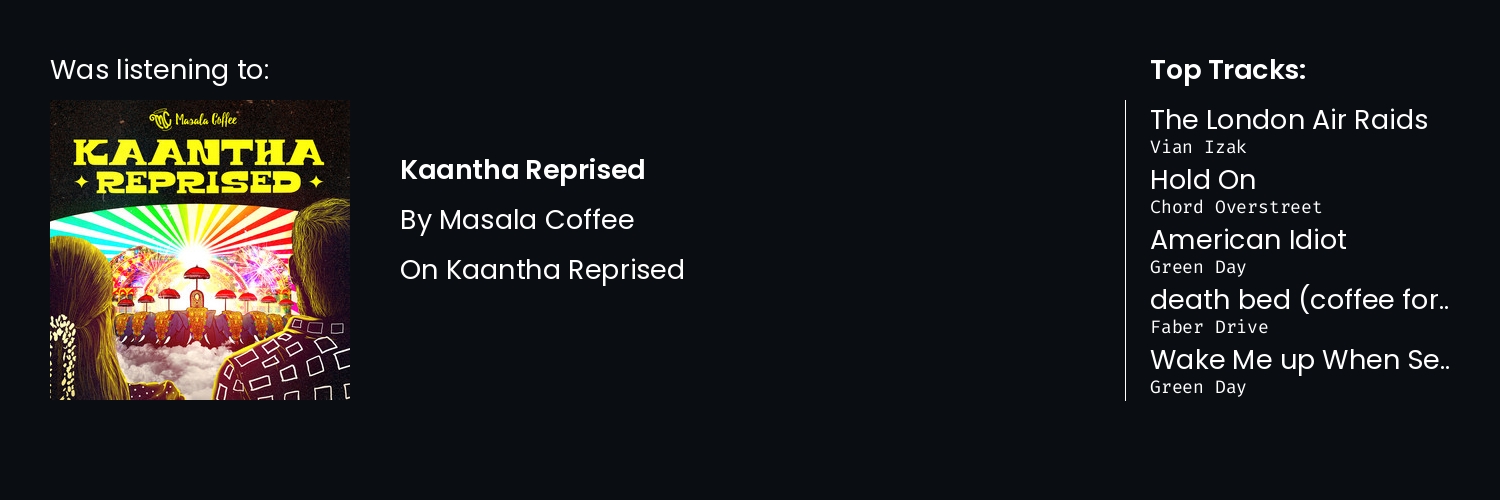 Was listening to:
MC Masala Coffee
KAANTHA
REPRISED
Kaantha Reprised
By Masala Coffee
On Kaantha Reprised
Top Tracks:
The London Air Raids
Vian Izak
Hold On
Chord Overstreet
American Idiot
Green Day
death bed (coffee for..
Faber Drive
Wake Me up When Se..
Green Day